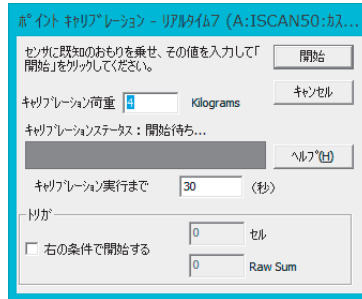 ポイント キャリブレーション - リアルタイム7 (A:ISCAN50:カス...
センサに既知のおもりを乗せ、その値を入力して「
開始」をクリックしてください。
開始
キャリブレーション荷重 4 Kilograms
キャンセル
キャリブレーションステータス : 開始待ち...
ヘルプ(H)
キャリブレーション実行まで 30 (秒)
トリガ
0 セル
右の条件で開始する
0 Raw Sum